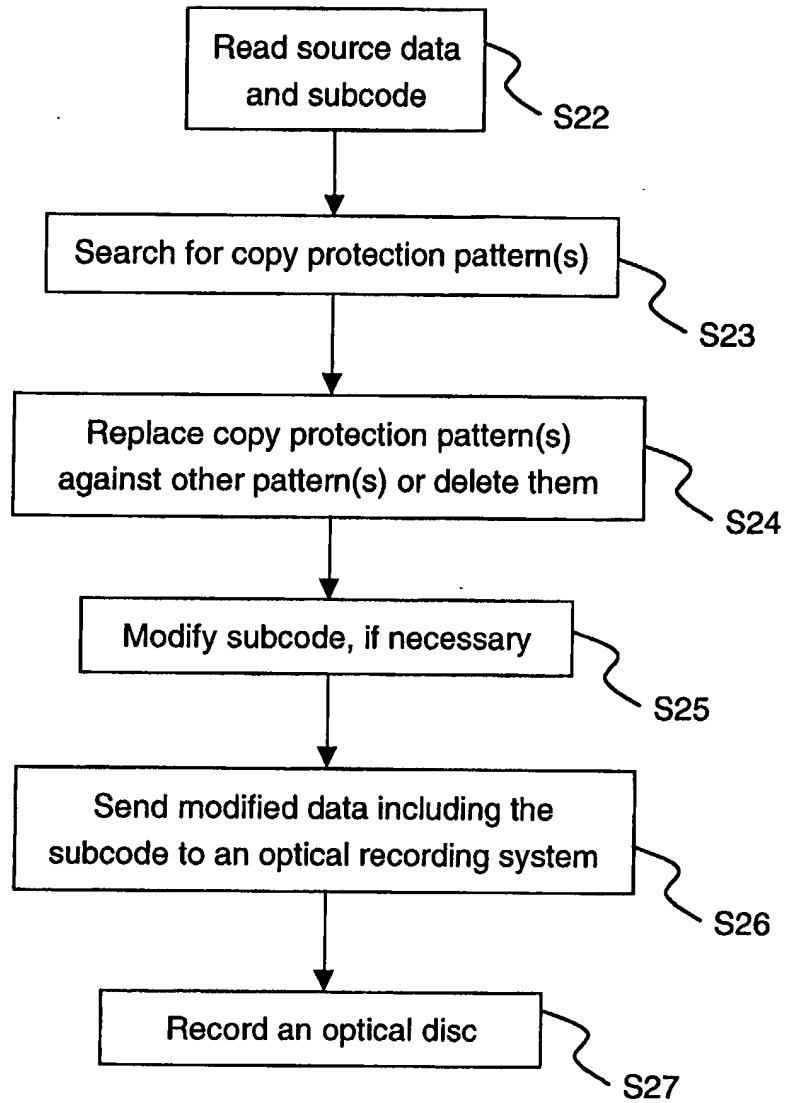 Read source data
and subcode
S22
Search for copy protection pattern(s)
S23
Replace copy protection pattern(s)
against other pattern(s) or delete them
S24
Modify subcode, if necessary
S25
Send modified data including the
subcode to an optical recording system
S26
Record an optical disc
S27